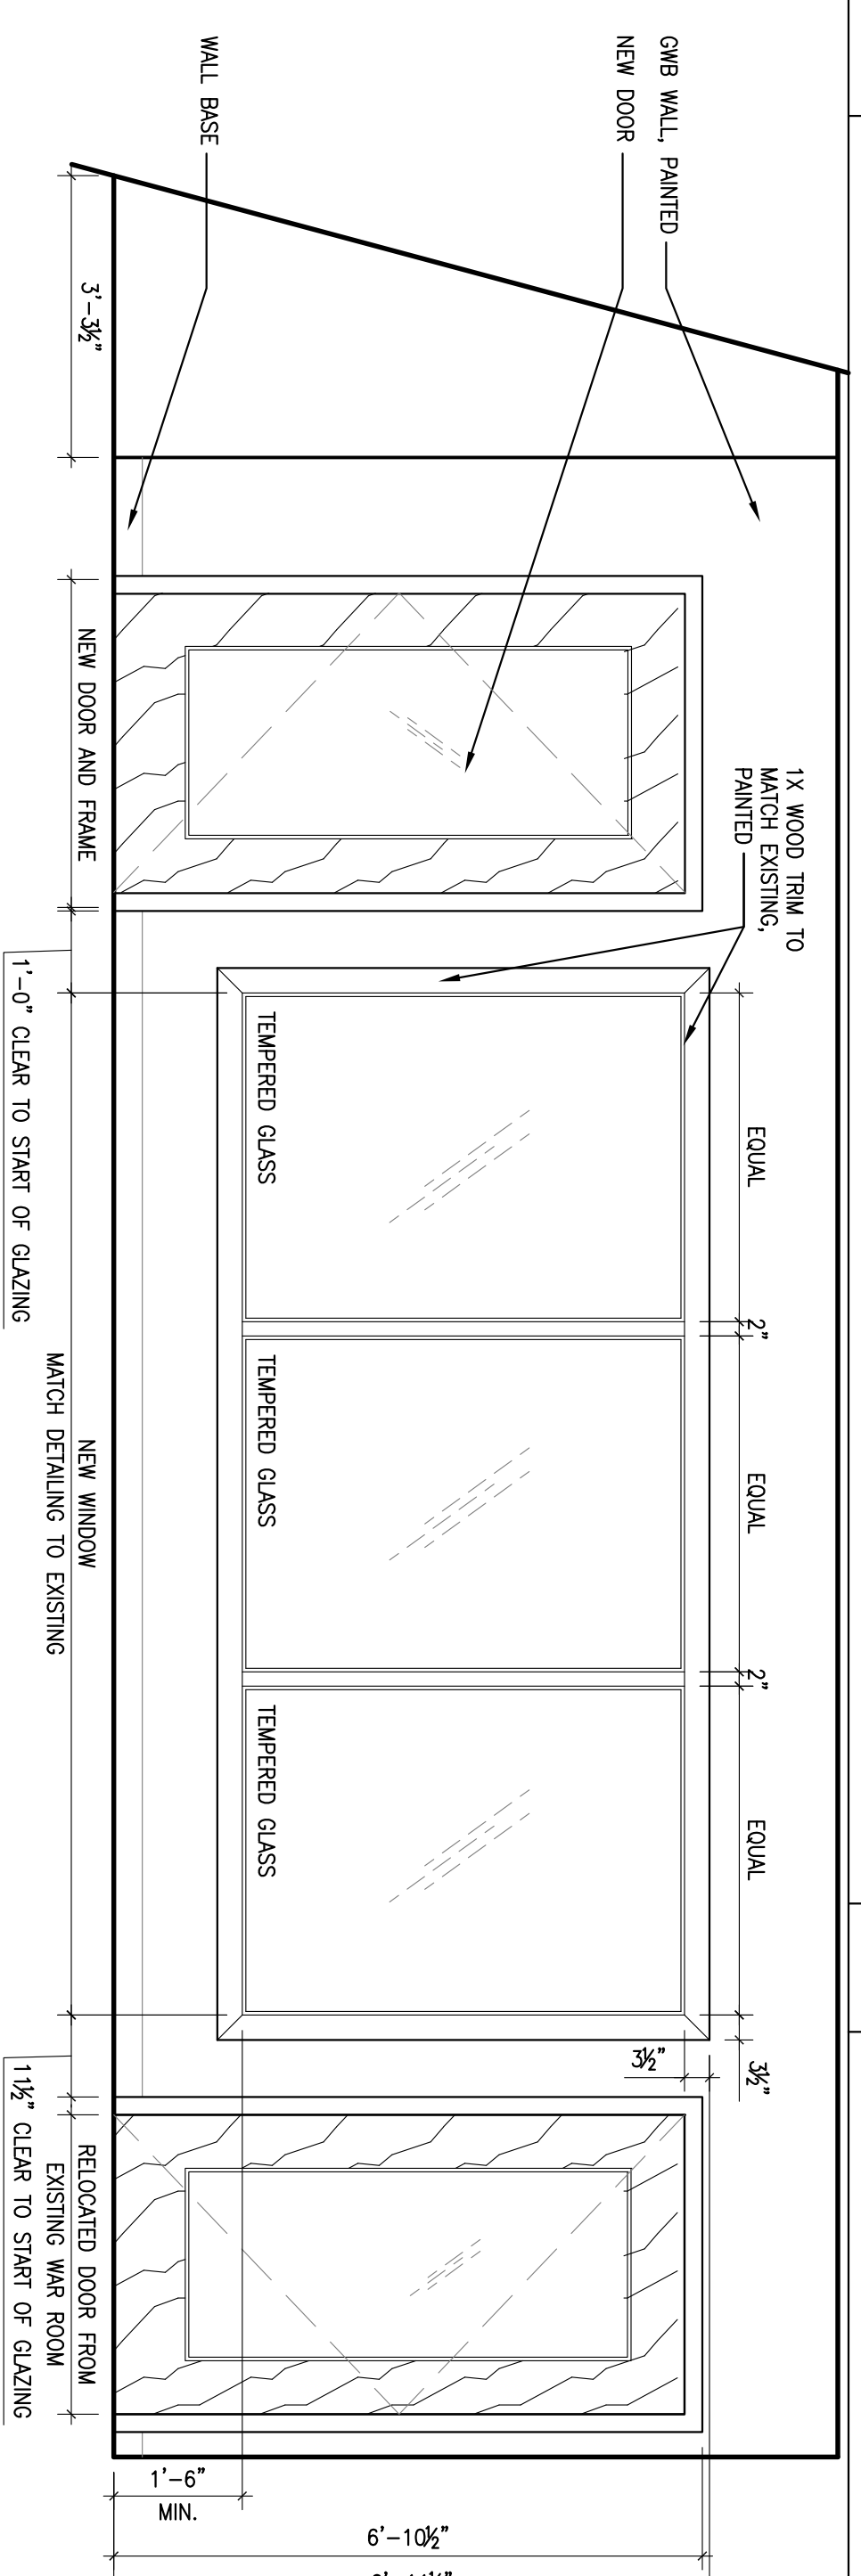 GWB WALL, PAINTED
NEW DOOR
WALL BASE
1X WOOD TRIM TO
MATCH EXISTING,
PAINTED
EQUAL
2"
EQUAL
2"
EQUAL
3½"
3½"
TEMPERED GLASS
TEMPERED GLASS
TEMPERED GLASS
3'-3½"
NEW DOOR AND FRAME
1'-0" CLEAR TO START OF GLAZING
NEW WINDOW
MATCH DETAILING TO EXISTING
RELOCATED DOOR FROM
EXISTING WAR ROOM
11½" CLEAR TO START OF GLAZING
1'-6"
MIN.
6'-10½"